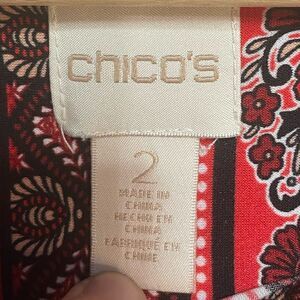 chico's
2
MADE IN
CHINA
HECHO EN
CHINA
FABRIQUÉ EN
CHINE